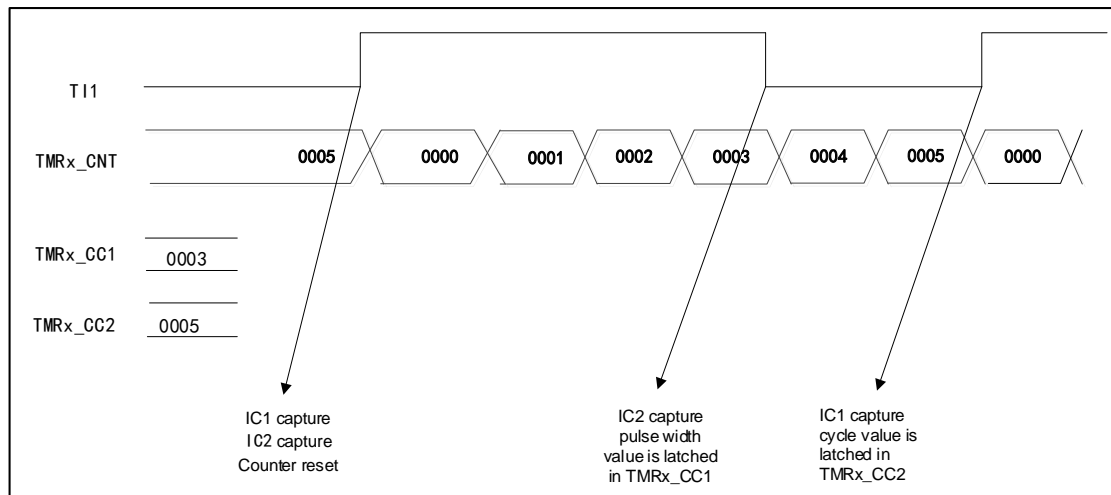 TI1
TMRx_CNT
0005 0000 0001 0002 0003 0004 0005 0000
TMRx_CC1
0003
TMRx_CC2
0005
IC1 capture
IC2 capture
Counter reset
IC2 capture
pulse width
value is latched
in TMRx_CC1
IC1 capture
cycle value is
latched in
TMRx_CC2